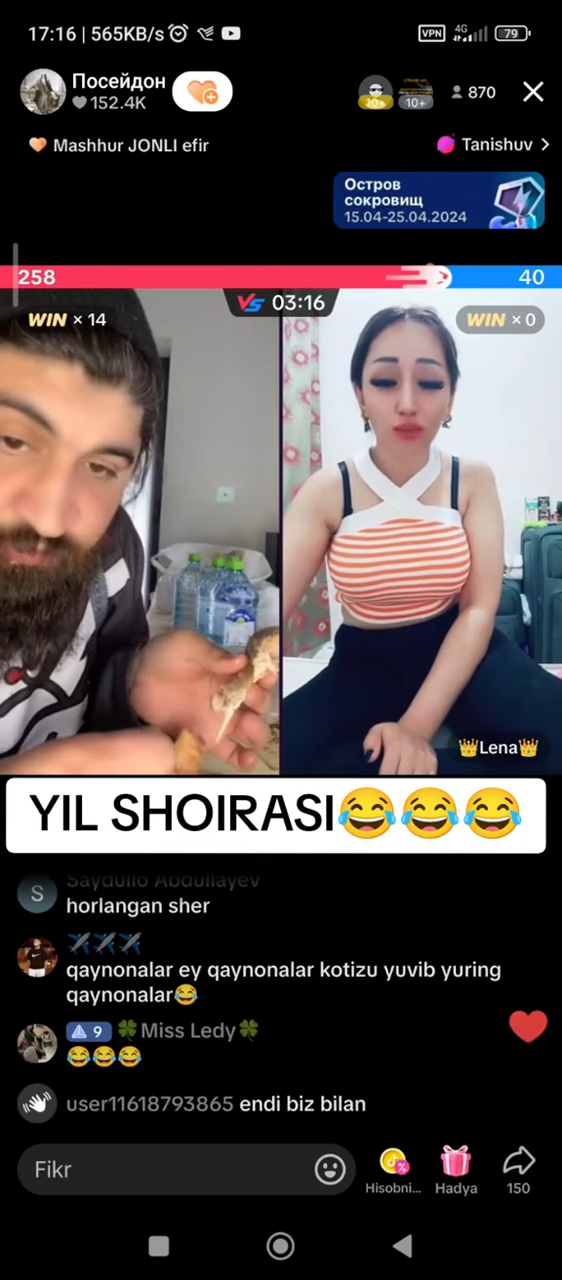 17:16 | 565KB/s
VPN
4G
79
Посейдон
152.4K
10+
10+
870
Mashhur JONLI efir
Tanishuv
Остров
сокровищ
15.04-25.04.2024
258
40
VS 03:16
WIN × 14
WIN × 0
👑Lena👑
YIL SHOIRASI😂😂😂
S
Saydullo Abdullayev
horlangan sher
✈️✈️✈️
qaynonalar ey qaynonalar kotizu yuvib yuring
qaynonalar😂
9 🍀Miss Ledy🍀
😂😂😂
user11618793865 endi biz bilan
Fikr
Hisobni...
Hadya
150